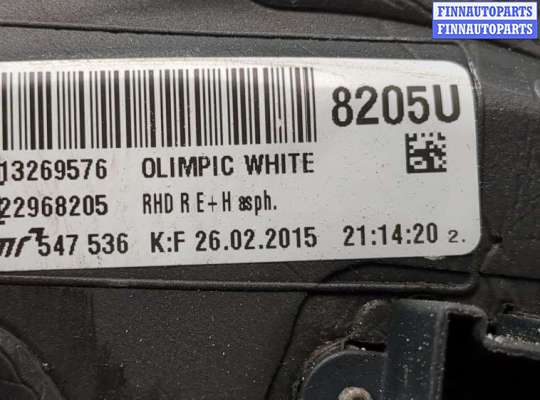 FINNAUTOPARTS
FINNAUTOPARTS
8205U
13269576 OLIMPIC WHITE
22968205 RHD R E+H asph.
547 536 K:F 26.02.2015 21:14:20 2.